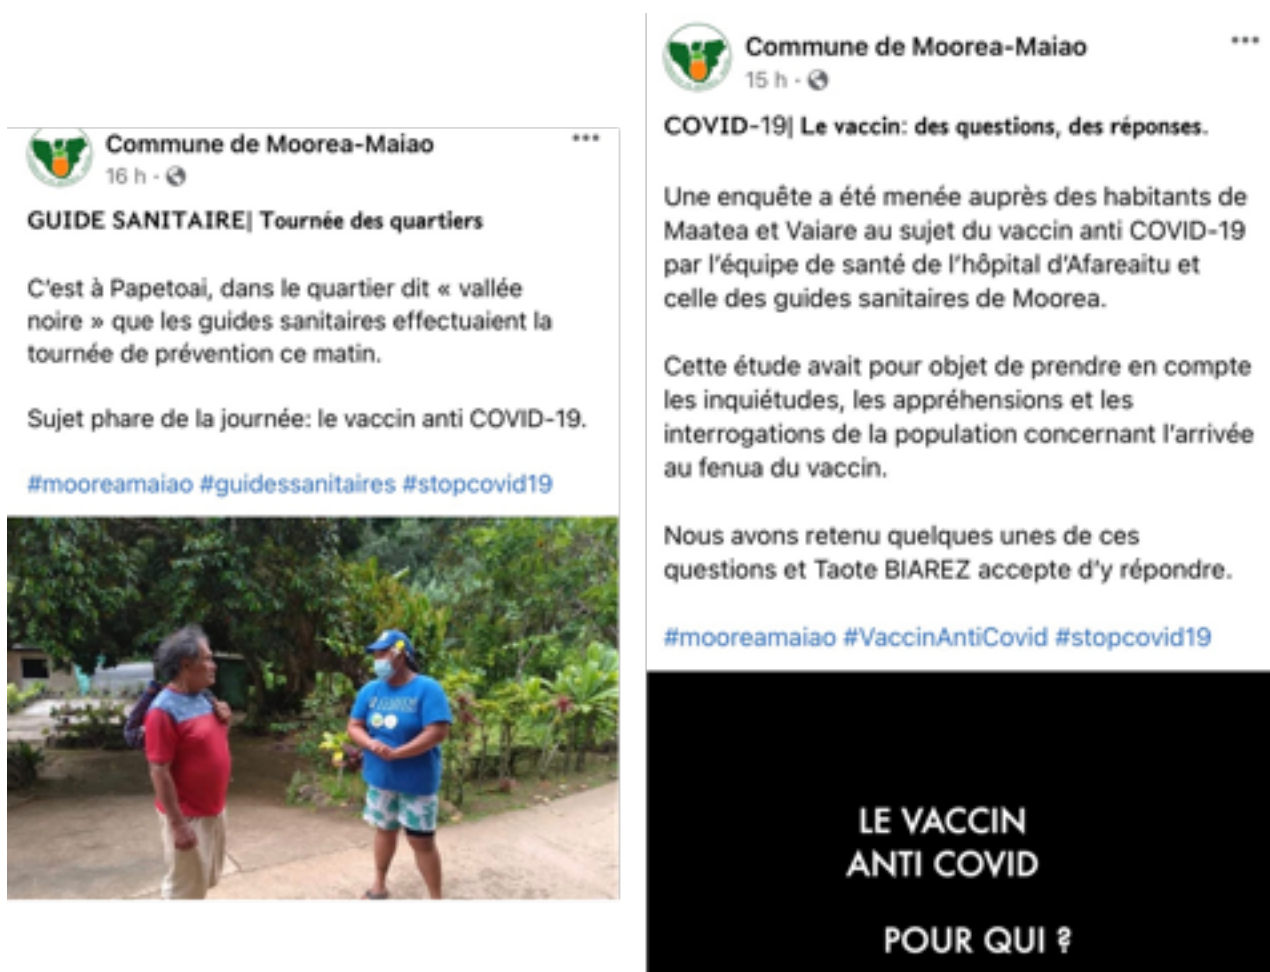 Commune de Moorea-Maiao
16 h
GUIDE SANITAIRE| Tournée des quartiers
C'est à Papetoai, dans le quartier dit « vallée
noire » que les guides sanitaires effectuaient la
tournée de prévention ce matin.
Sujet phare de la journée: le vaccin anti COVID-19.
#mooreamaiao #guidessanitaires #stopcovid19
Commune de Moorea-Maiao
15 h
COVID-19| Le vaccin: des questions, des réponses.
Une enquête a été menée auprès des habitants de
Maatea et Vaiare au sujet du vaccin anti COVID-19
par l'équipe de santé de l'hôpital d'Afareaitu et
celle des guides sanitaires de Moorea.
Cette étude avait pour objet de prendre en compte
les inquiétudes, les appréhensions et les
interrogations de la population concernant l'arrivée
au fenua du vaccin.
Nous avons retenu quelques unes de ces
questions et Taote BIAREZ accepte d'y répondre.
#mooreamaiao #VaccinAntiCovid #stopcovid19
LE VACCIN
ANTI COVID
POUR QUI ?